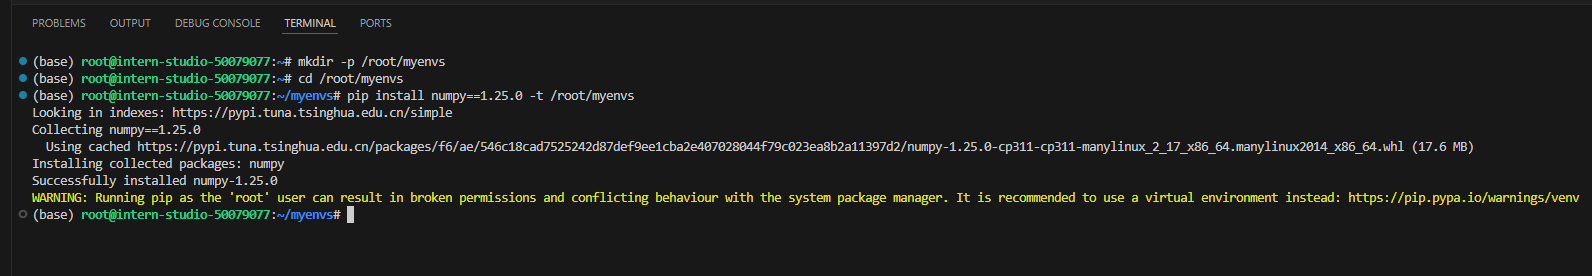 PROBLEMS OUTPUT DEBUG CONSOLE TERMINAL PORTS
(base) root@intern-studio-50079077:~# mkdir -p /root/myenvs
(base) root@intern-studio-50079077:~# cd /root/myenvs
(base) root@intern-studio-50079077:~/myenvs# pip install numpy==1.25.0 -t /root/myenvs
Looking in indexes: https://pypi.tuna.tsinghua.edu.cn/simple
Collecting numpy==1.25.0
  Using cached https://pypi.tuna.tsinghua.edu.cn/packages/f6/ae/546c18cad7525242d87def9ee1cba2e407028044f79c023ea8b2a11397d2/numpy-1.25.0-cp311-cp311-manylinux_2_17_x86_64.manylinux2014_x86_64.whl (17.6 MB)
Installing collected packages: numpy
Successfully installed numpy-1.25.0
WARNING: Running pip as the 'root' user can result in broken permissions and conflicting behaviour with the system package manager. It is recommended to use a virtual environment instead: https://pip.pypa.io/warnings/venv
(base) root@intern-studio-50079077:~/myenvs#